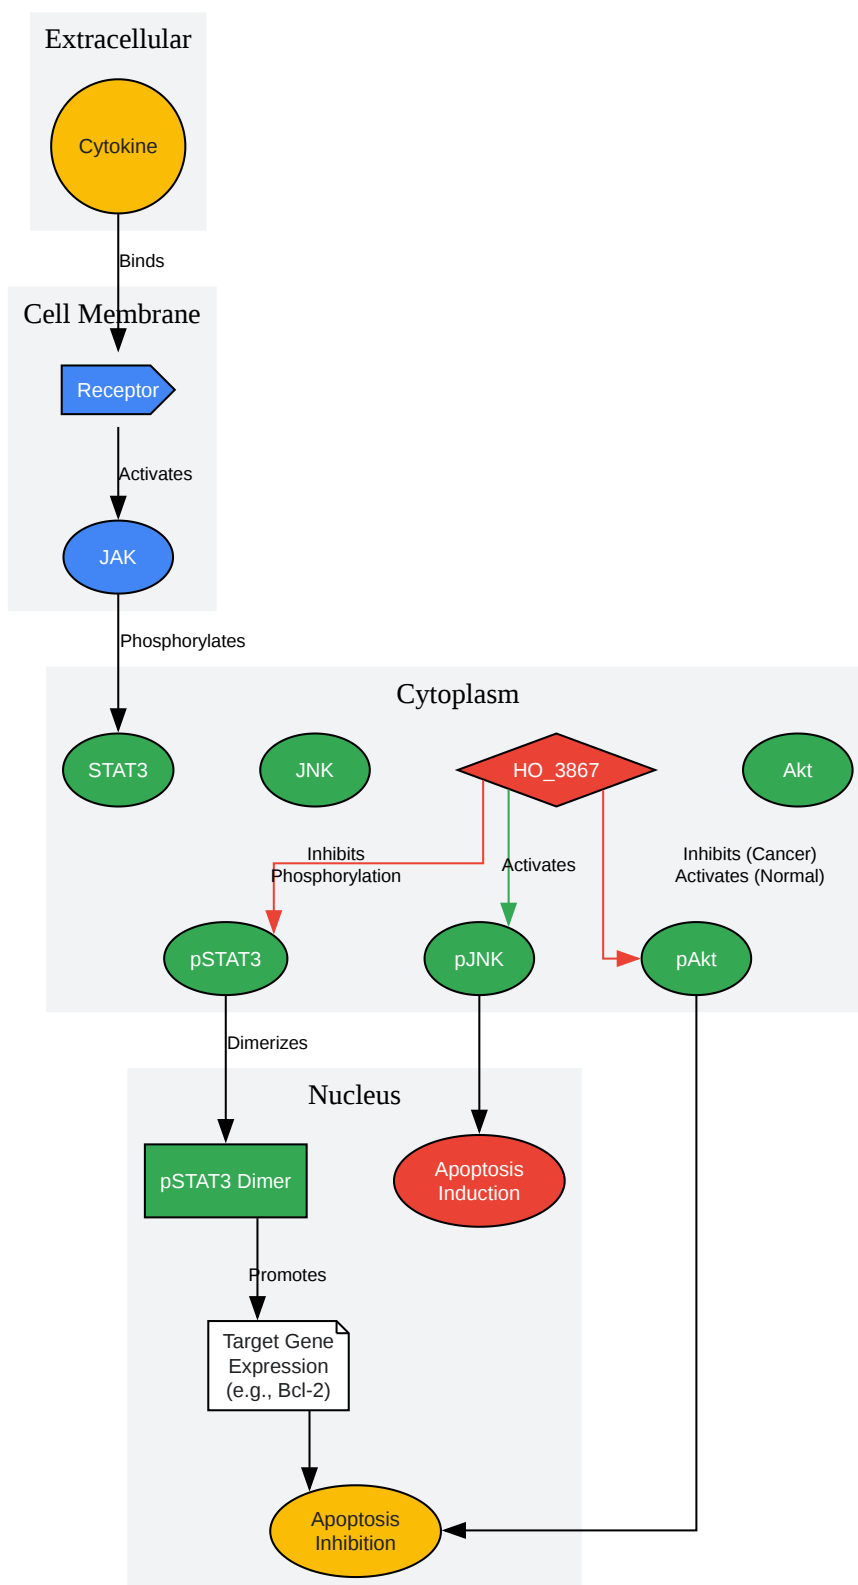 Extracellular
Cytokine
Binds
Cell Membrane
Receptor
Activates
JAK
Phosphorylates
Cytoplasm
STAT3
JNK
HO_3867
Akt
Inhibits
Phosphorylation
Activates
Inhibits (Cancer)
Activates (Normal)
pSTAT3
pJNK
pAkt
Dimerizes
Nucleus
pSTAT3 Dimer
Apoptosis
Induction
Promotes
Target Gene
Expression
(e.g., Bcl-2)
Apoptosis
Inhibition